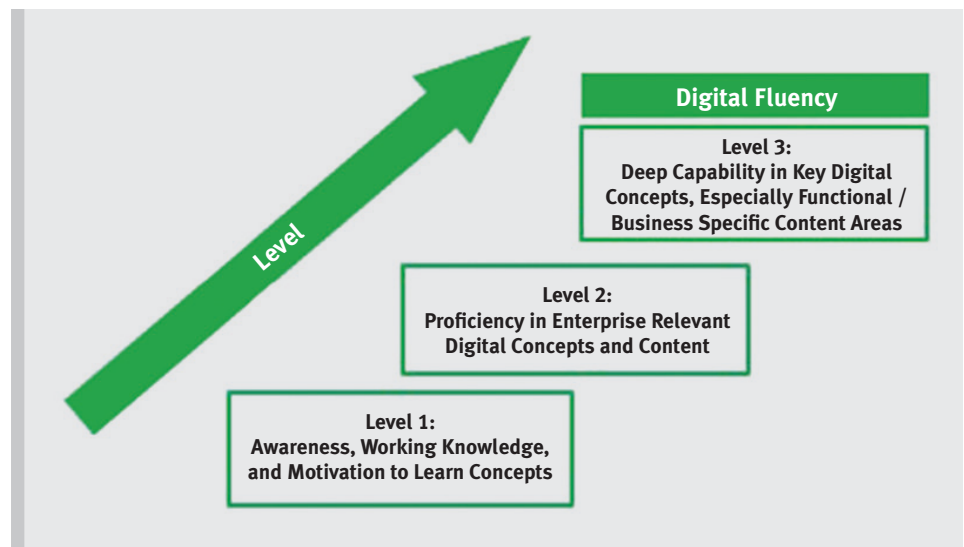 Digital Fluency
Level 3:
Deep Capability in Key Digital
Concepts, Especially Functional /
Business Specific Content Areas
Level
Level 2:
Proficiency in Enterprise Relevant
Digital Concepts and Content
Level 1:
Awareness, Working Knowledge,
and Motivation to Learn Concepts